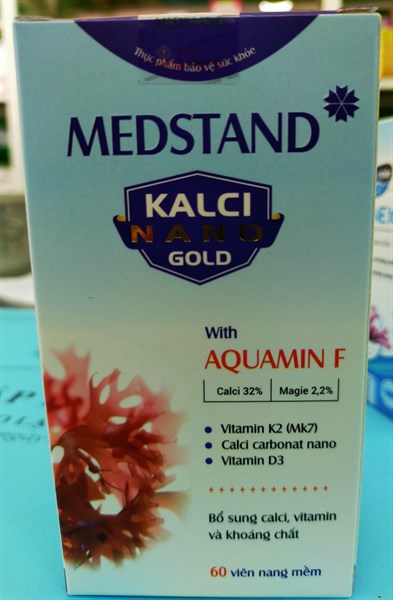 Thực phẩm bảo vệ sức khỏe
MEDSTAND
KALCI
NANO
GOLD
With
AQUAMIN F
Calci 32% Magie 2,2%
Vitamin K2 (Mk7)
Calci carbonat nano
Vitamin D3
Bổ sung calci, vitamin
và khoáng chất
60 viên nang mềm